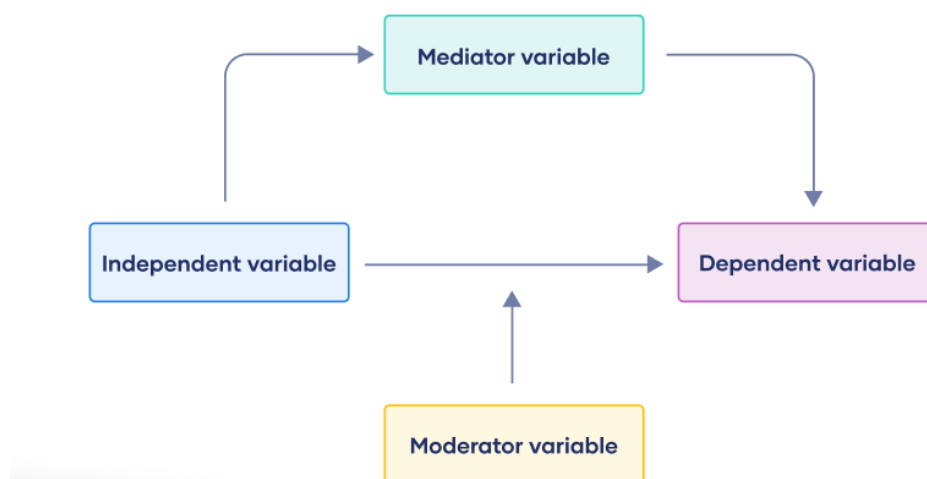 Mediator variable
Independent variable
Dependent variable
Moderator variable